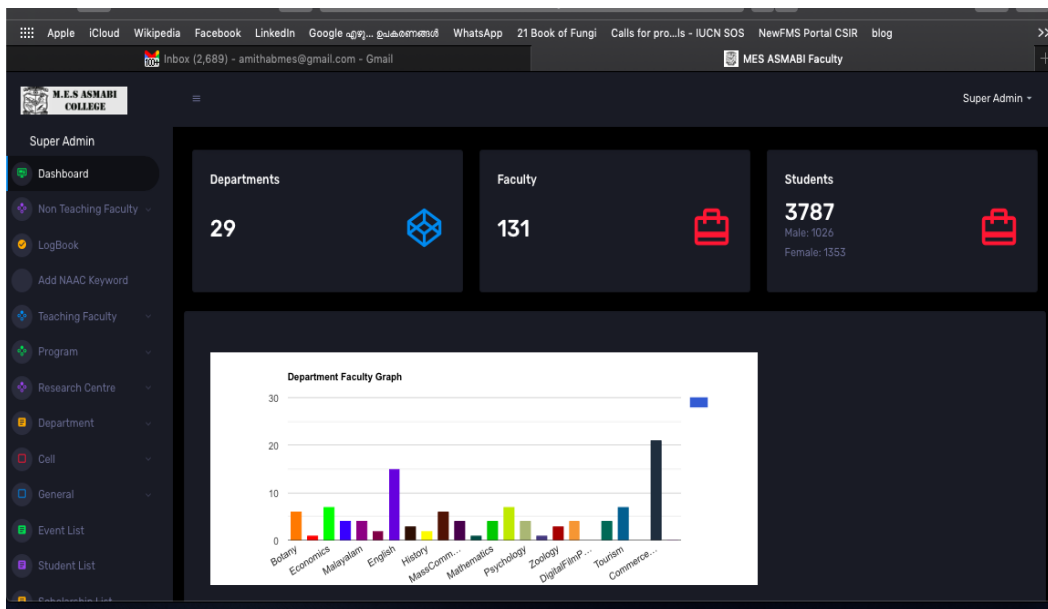 Apple iCloud Wikipedia Facebook LinkedIn Google എഴു... ഉപകരണങ്ങൾ WhatsApp 21 Book of Fungi Calls for pro...ls - IUCN SOS NewFMS Portal CSIR blog
100+ Inbox (2,689) - amithabmes@gmail.com - Gmail
MES ASMABI Faculty
M.E.S ASMABI
COLLEGE
Super Admin
Super Admin
Dashboard
Non Teaching Faculty
LogBook
Add NAAC Keyword
Teaching Faculty
Program
Research Centre
Department
Cell
General
Event List
Student List
Scholarship List
Departments
29
Faculty
131
Students
3787
Male: 1026
Female: 1353
Department Faculty Graph
30
20
10
0
Botany
Economics
Malayalam
English
History
MassComm...
Mathematics
Psychology
Zoology
DigitalFilmP...
Tourism
Commerce...